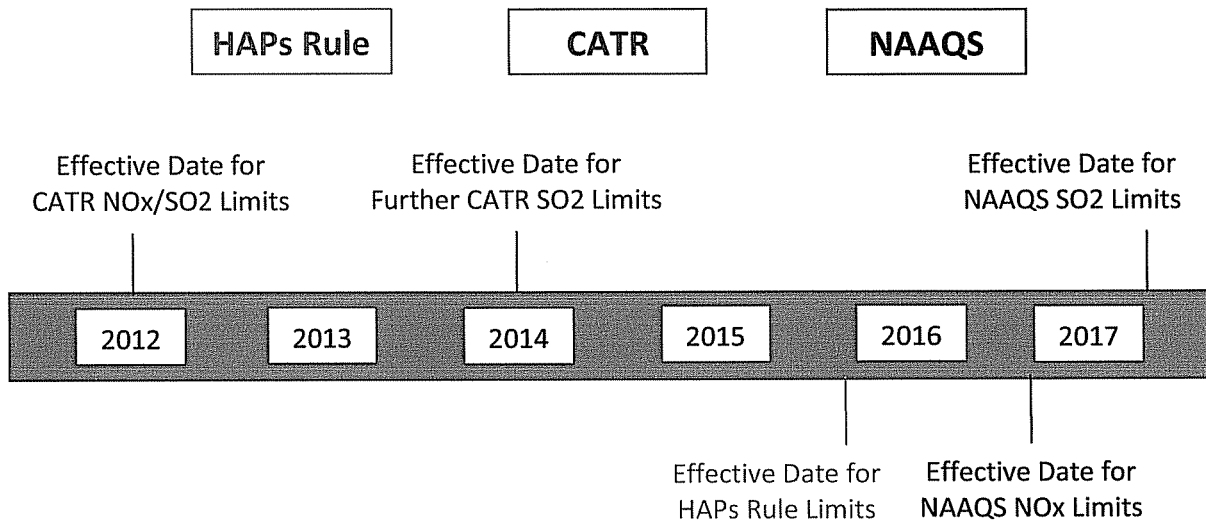 HAPs Rule
CATR
NAAQS
Effective Date for
CATR NOx/SO2 Limits
Effective Date for
Further CATR SO2 Limits
Effective Date for
NAAQS SO2 Limits
2012
2013
2014
2015
2016
2017
Effective Date for
HAPs Rule Limits
Effective Date for
NAAQS NOx Limits